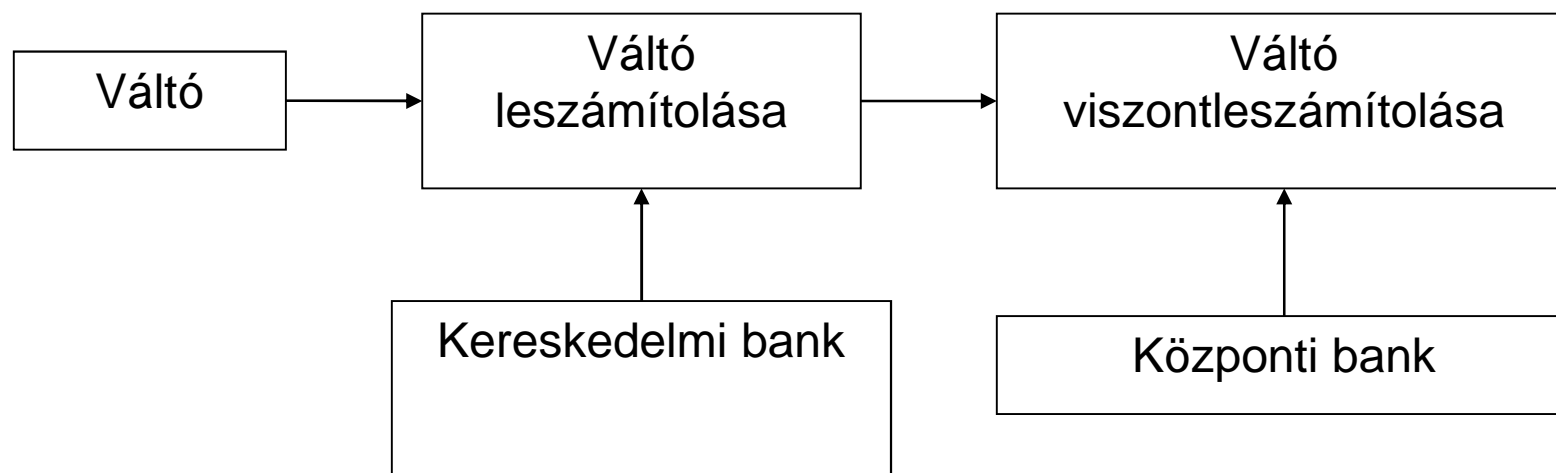 Váltó
Váltó
leszámítolása
Váltó
viszontleszámítolása
Kereskedelmi bank
Központi bank